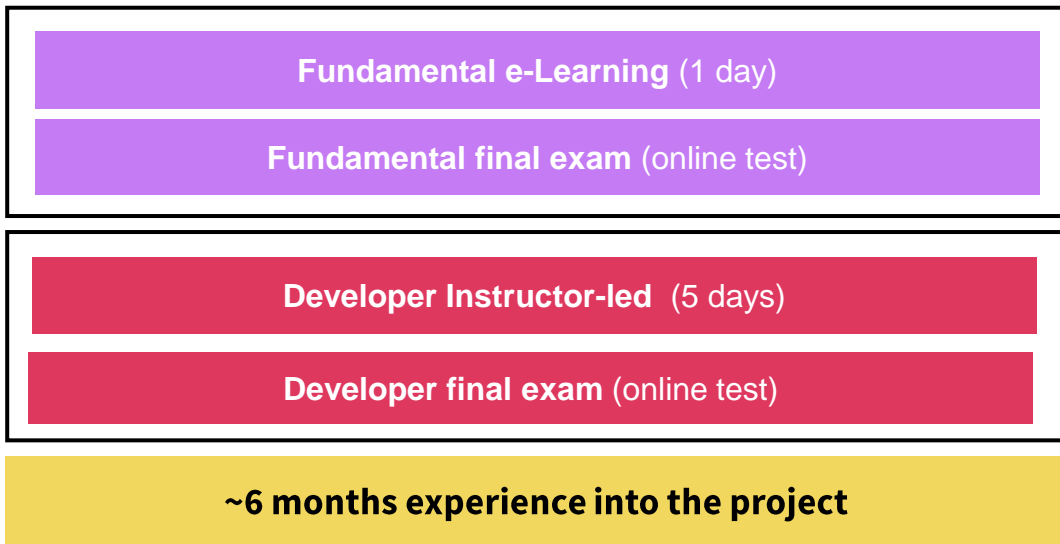 Fundamental e-Learning (1 day)
Fundamental final exam (online test)
Developer Instructor-led (5 days)
Developer final exam (online test)
~6 months experience into the project